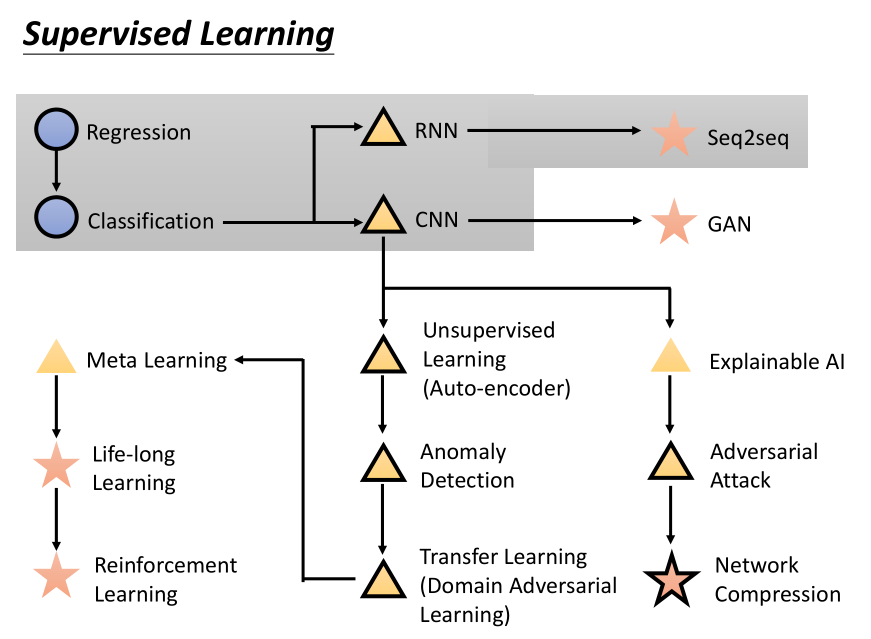 Supervised Learning
Regression
RNN
Seq2seq
Classification
CNN
GAN
Meta Learning
Unsupervised
Learning
(Auto-encoder)
Explainable AI
Life-long
Learning
Anomaly
Detection
Adversarial
Attack
Reinforcement
Learning
Transfer Learning
(Domain Adversarial
Learning)
Network
Compression